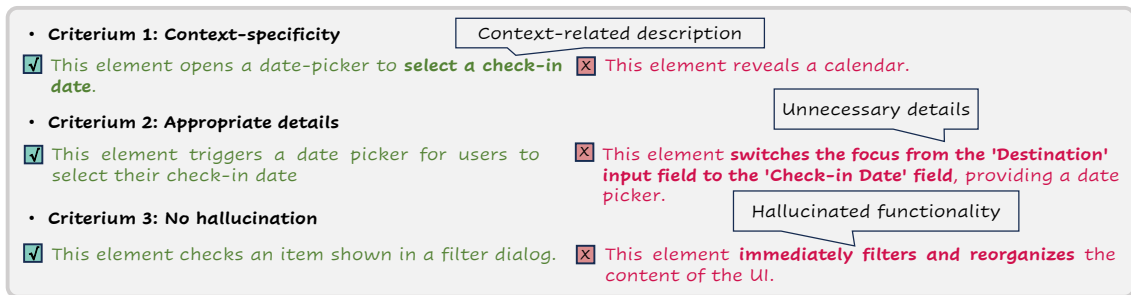 • Criterium 1: Context-specificity
Context-related description
√ This element opens a date-picker to select a check-in
date.
X This element reveals a calendar.
Unnecessary details
• Criterium 2: Appropriate details
√ This element triggers a date picker for users to
select their check-in date
X This element switches the focus from the 'Destination'
input field to the 'Check-in Date' field, providing a date
picker.
• Criterium 3: No hallucination
Hallucinated functionality
√ This element checks an item shown in a filter dialog.
X This element immediately filters and reorganizes the
content of the UI.